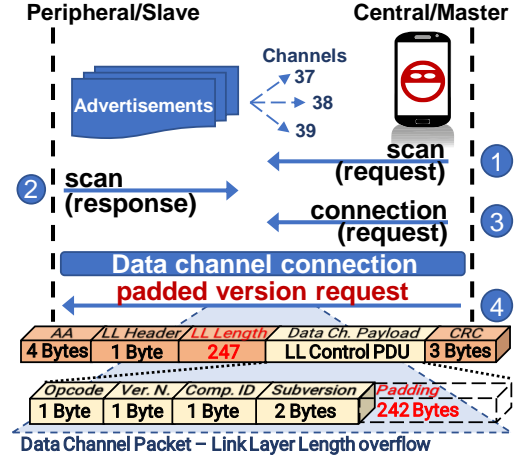 Peripheral/Slave
Central/Master
Advertisements
Channels
37
38
39
scan
(request)
1
2
scan
(response)
connection
(request)
3
Data channel connection
padded version request
4
AA
LL Header
LL Length
Data Ch. Payload
CRC
4 Bytes
1 Byte
247
LL Control PDU
3 Bytes
Opcode
Ver. N.
Comp. ID
Subversion
Padding
1 Byte
1 Byte
1 Byte
2 Bytes
242 Bytes
Data Channel Packet – Link Layer Length overflow